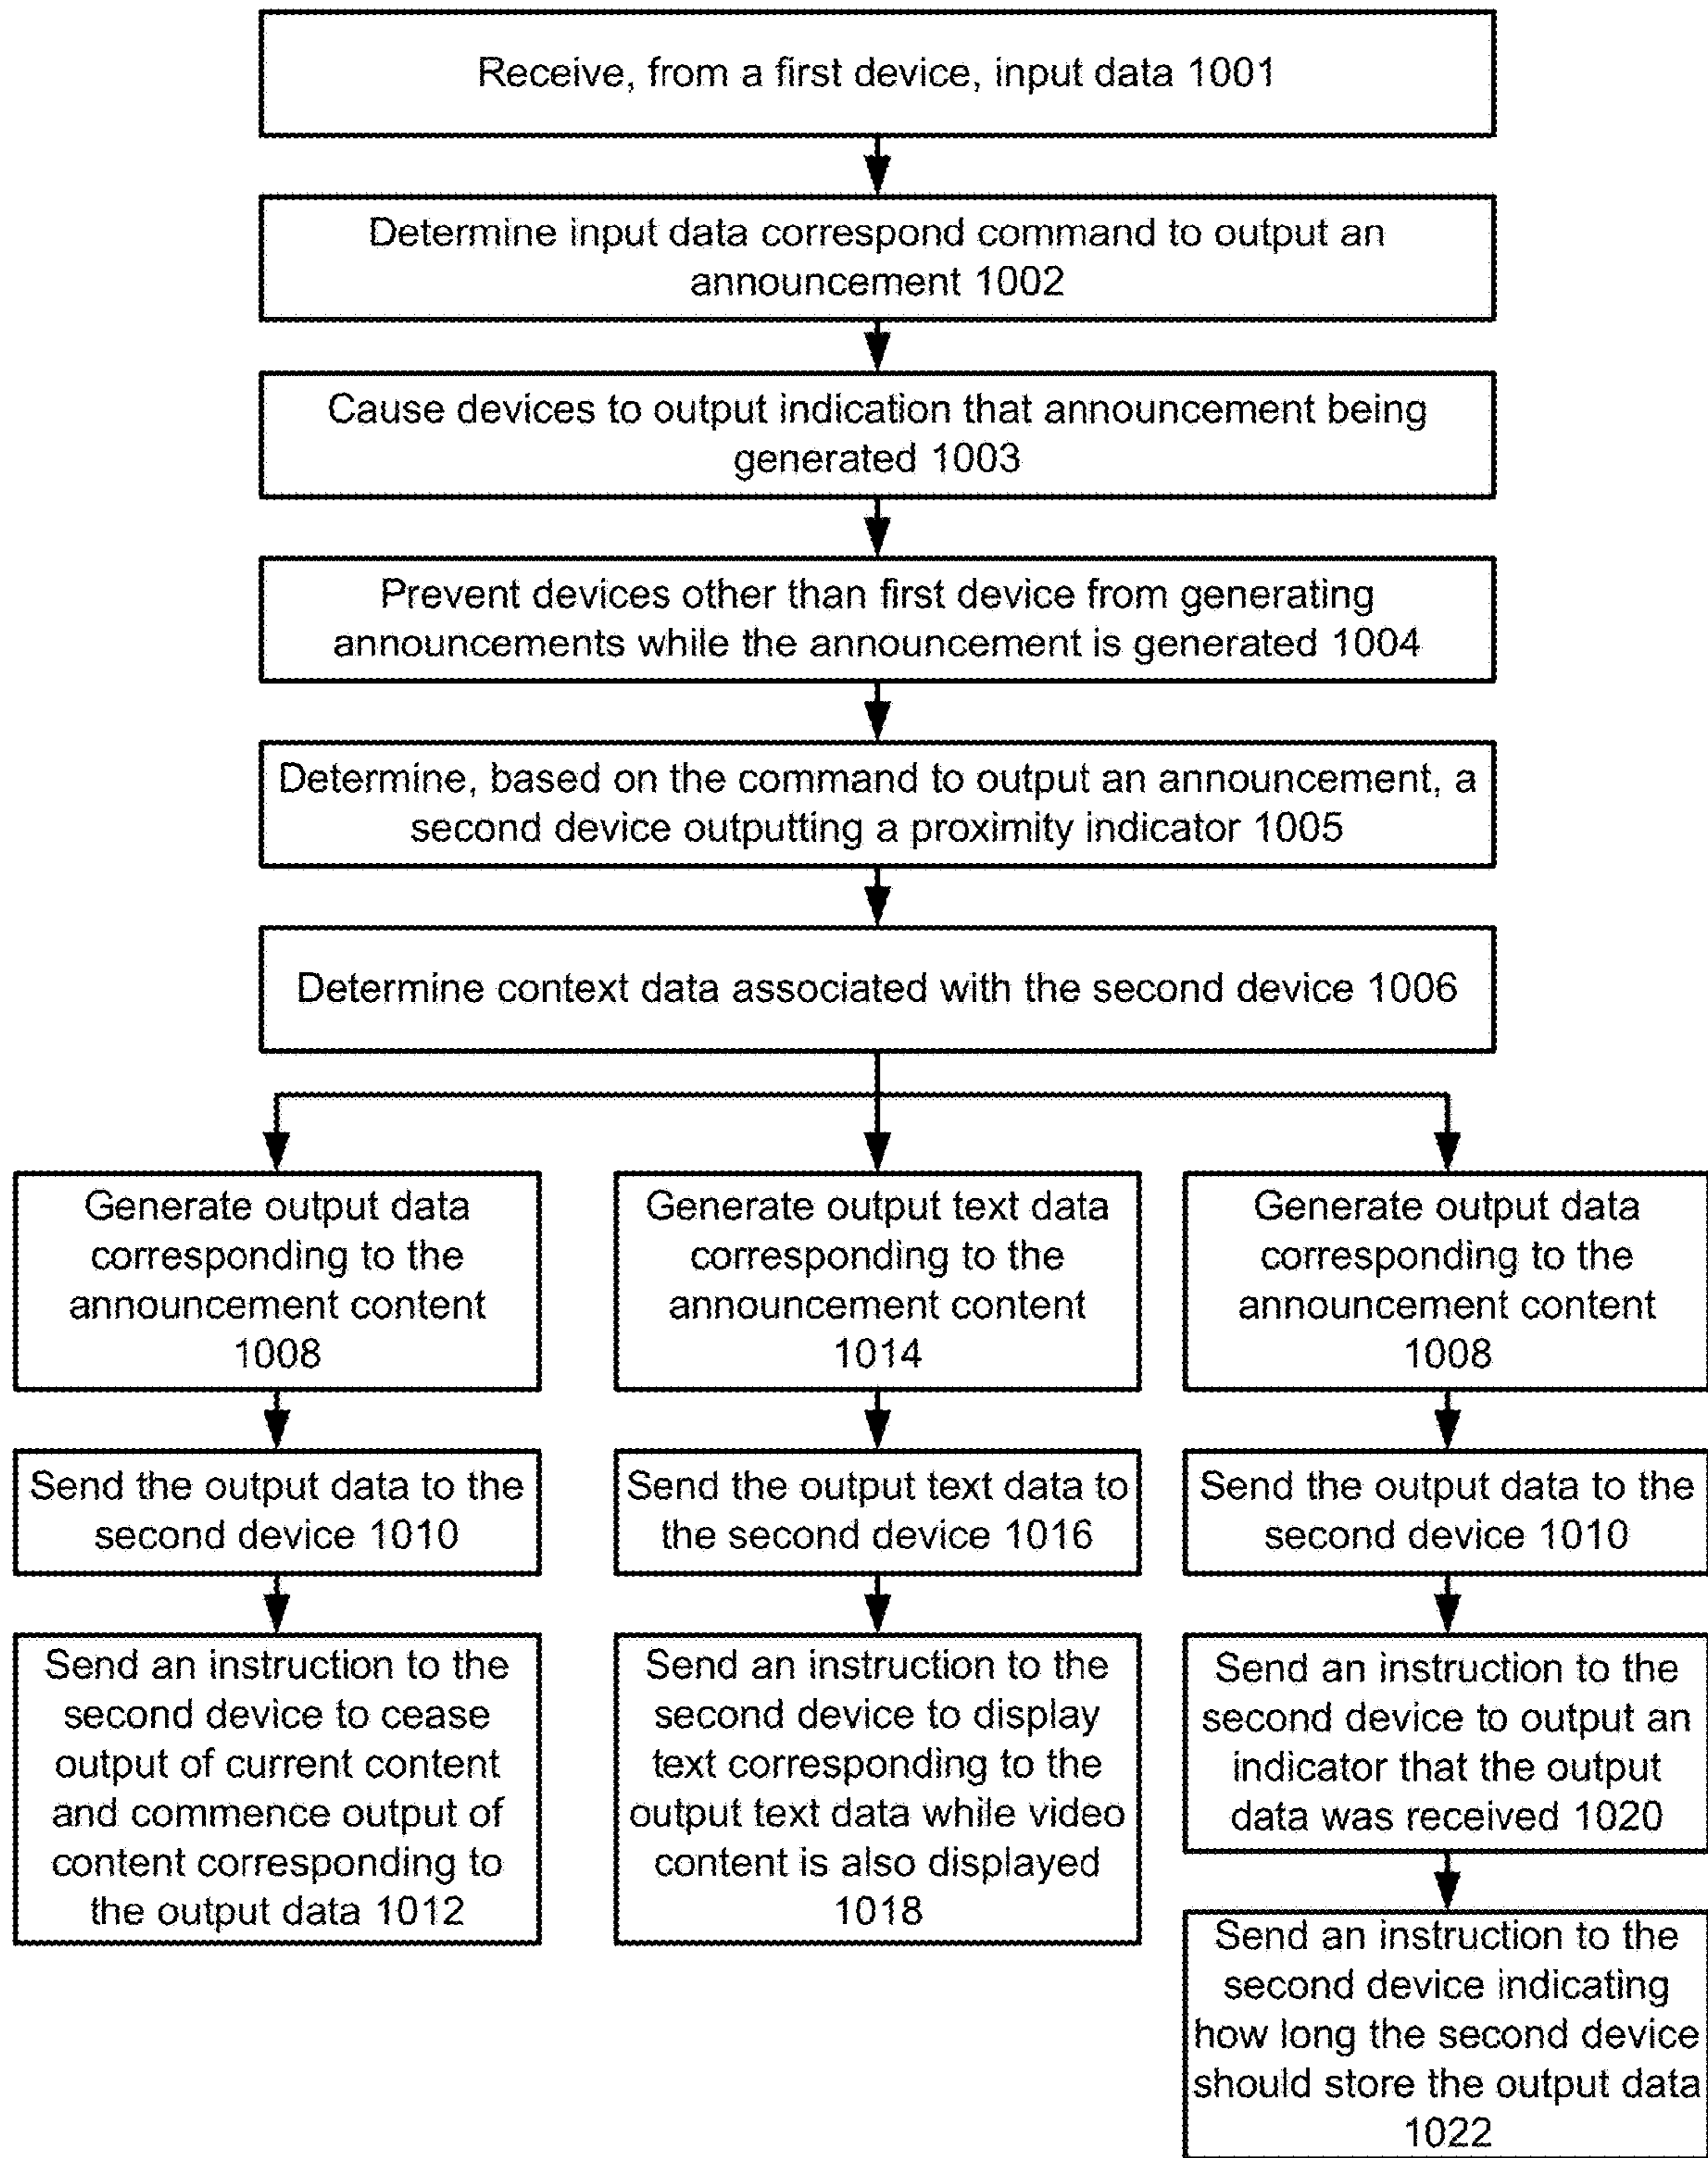 Receive, from a first device, input data 1001
Determine input data correspond command to output an
announcement 1002
Cause devices to output indication that announcement being
generated 1003
Prevent devices other than first device from generating
announcements while the announcement is generated 1004
Determine, based on the command to output an announcement, a
second device outputting a proximity indicator 1005
Determine context data associated with the second device 1006
Generate output data
corresponding to the
announcement content
1008
Send the output data to the
second device 1010
Send an instruction to the
second device to cease
output of current content
and commence output of
content corresponding to
the output data 1012
Generate output text data
corresponding to the
announcement content
1014
Send the output text data to
the second device 1016
Send an instruction to the
second device to display
text corresponding to the
output text data while video
content is also displayed
1018
Generate output data
corresponding to the
announcement content
1008
Send the output data to the
second device 1010
Send an instruction to the
second device to output an
indicator that the output
data was received 1020
Send an instruction to the
second device indicating
how long the second device
should store the output data
1022